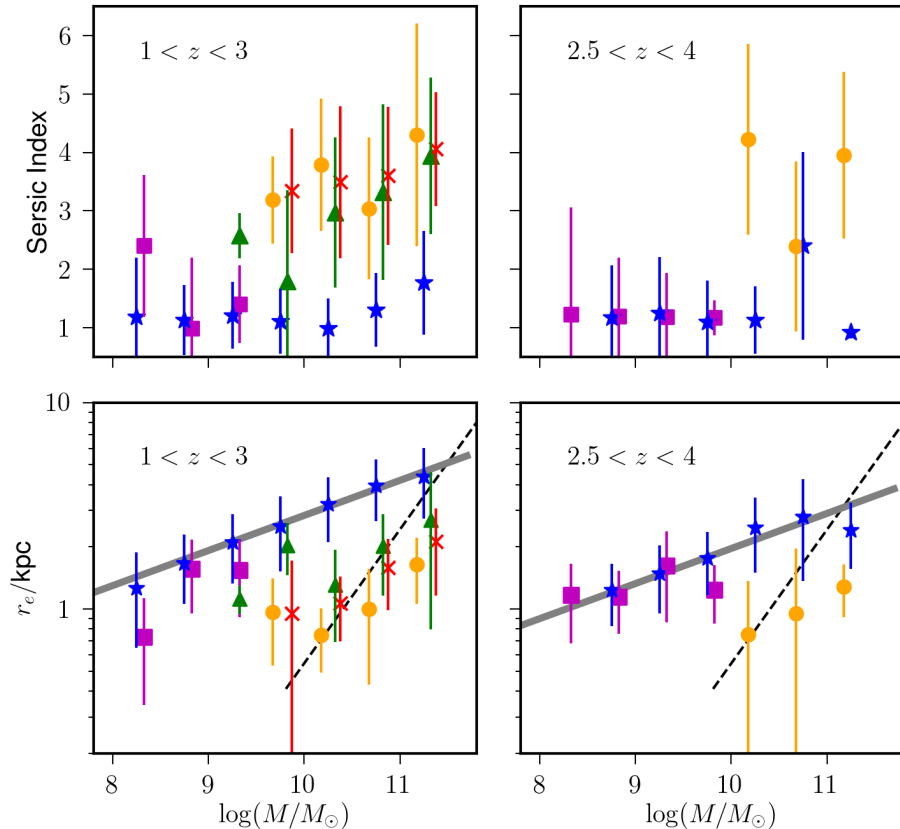 1 < z < 3
2.5 < z < 4
Sersic Index
6
5
4
3
2
1
1 < z < 3
2.5 < z < 4
r_e/kpc
10
1
8 9 10 11
8 9 10 11
log(M/M_⊙)
log(M/M_⊙)